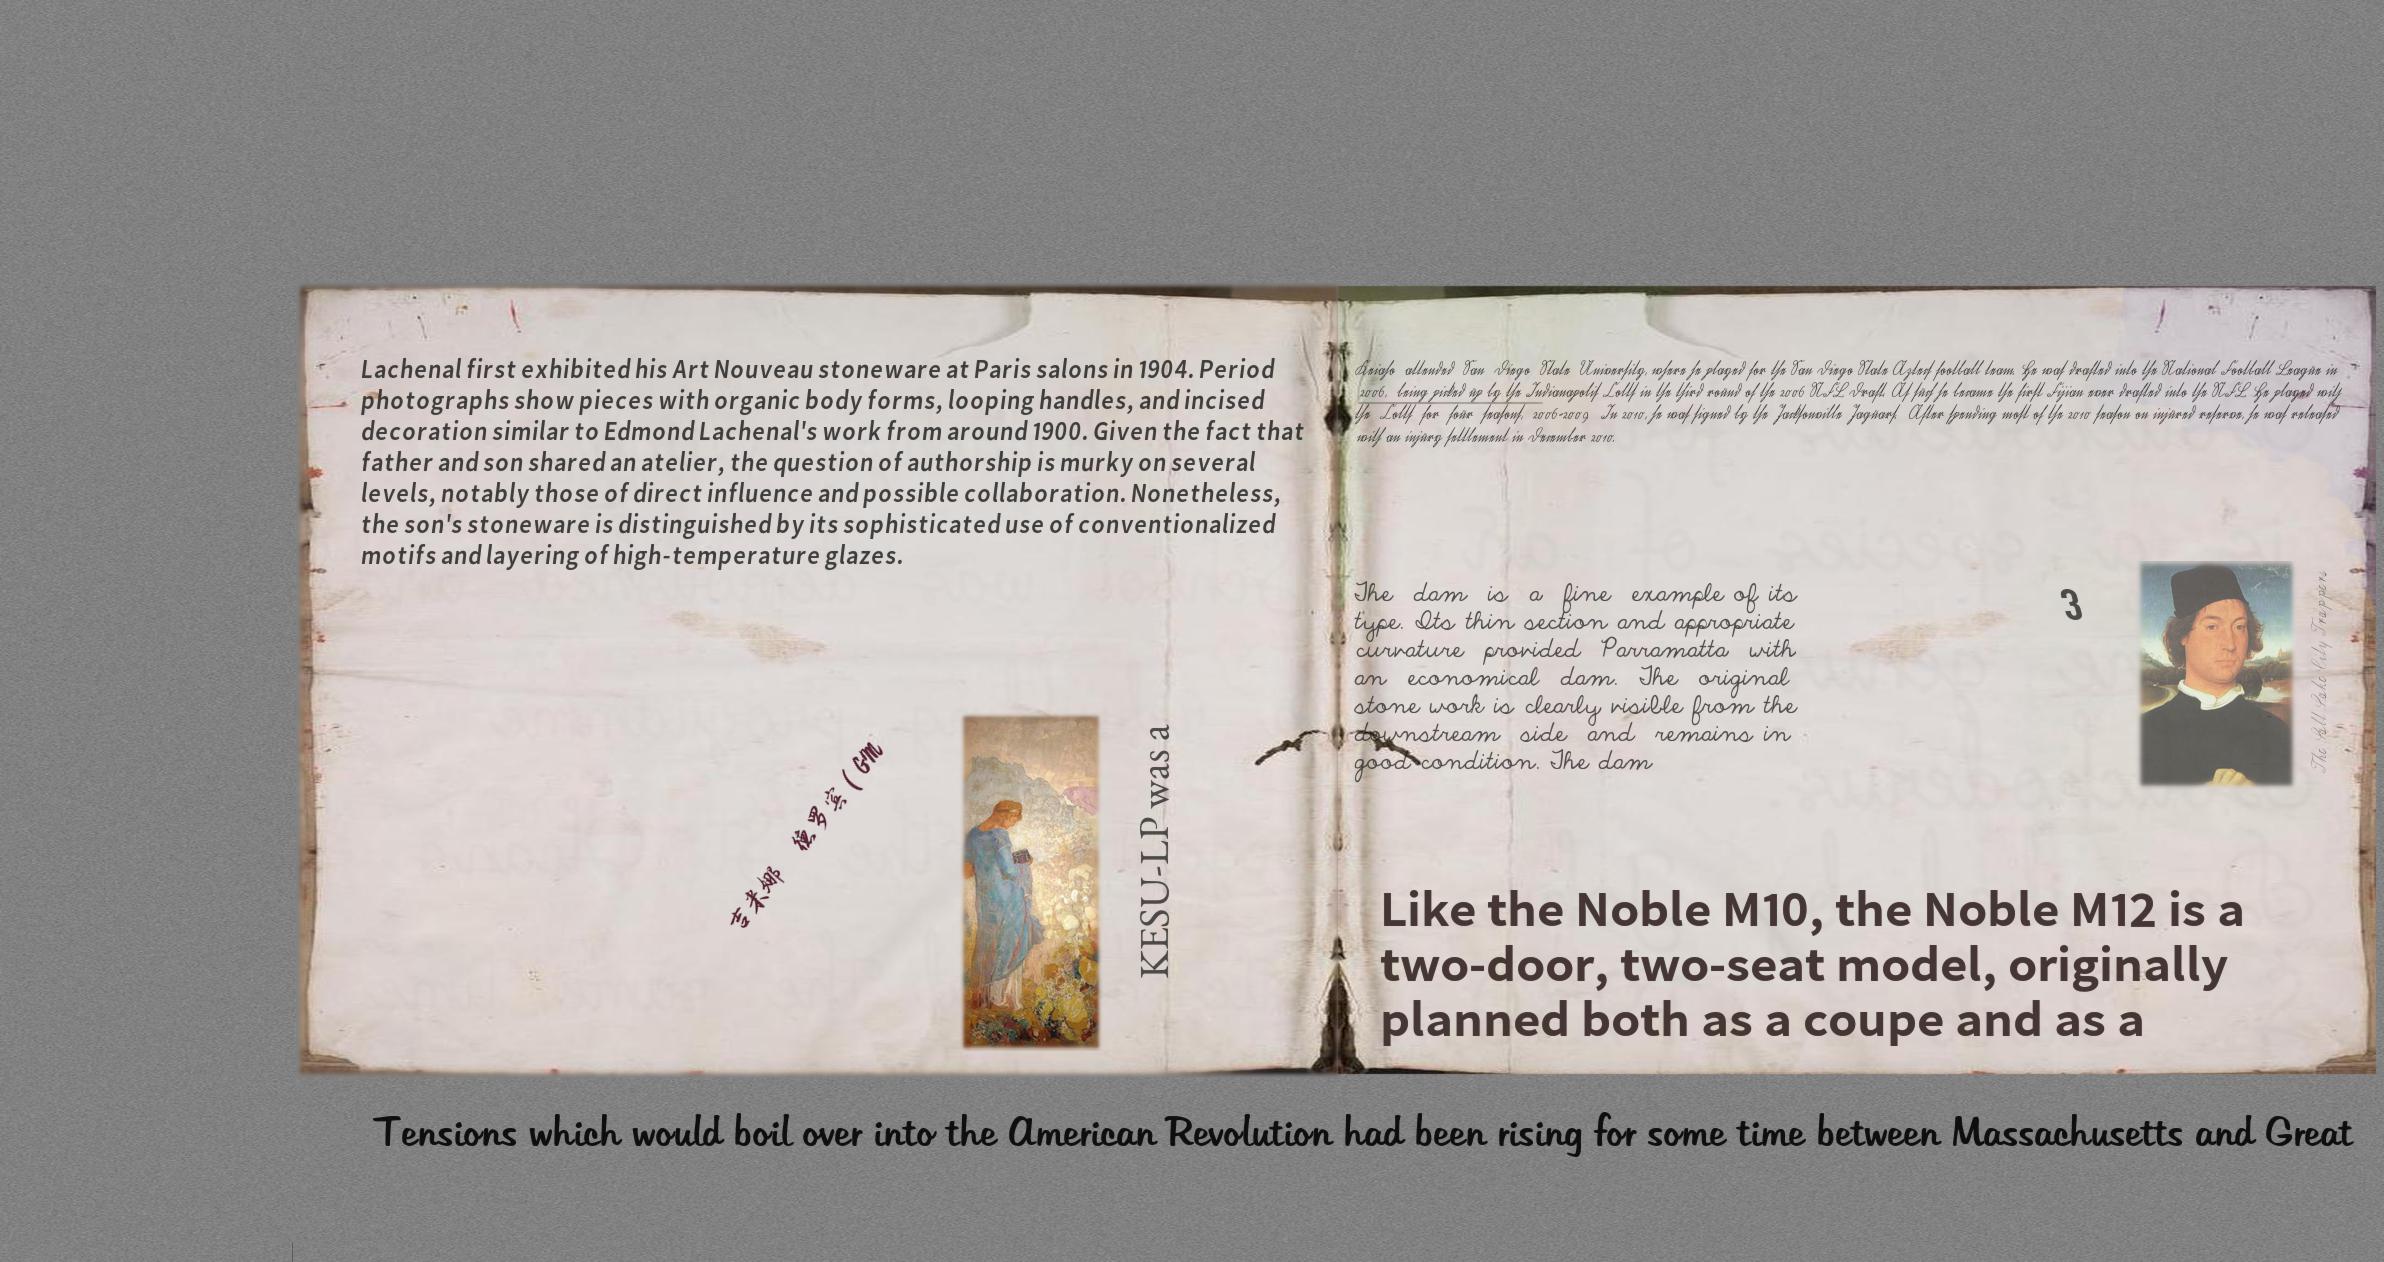 Lachenal first exhibited his Art Nouveau stoneware at Paris salons in 1904. Period
photographs show pieces with organic body forms, looping handles, and incised
decoration similar to Edmond Lachenal's work from around 1900. Given the fact that
father and son shared an atelier, the question of authorship is murky on several
levels, notably those of direct influence and possible collaboration. Nonetheless,
the son's stoneware is distinguished by its sophisticated use of conventionalized
motifs and layering of high-temperature glazes.
吉米娜 德罗宾 (GM
KESU-LP was a
attended San Diego State University, where he played for the San Diego State Aztecs football team. He was drafted into the National Football League in
2006, being picked up by the Indianapolis Colts in the third round of the 2006 NFL Draft. As such he became the first Fijian ever drafted into the NFL. He played with
the Colts for four seasons, 2006-2009. In 2010, he was signed by the Jacksonville Jaguars. After spending most of the 2010 season on injured reserve, he was released
with an injury settlement in December 2010.
The dam is a fine example of its
type. Its thin section and appropriate
curvature provided Parramatta with
an economical dam. The original
stone work is clearly visible from the
downstream side and remains in
good condition. The dam
3
The Salt Lake City Trappers
Like the Noble M10, the Noble M12 is a
two-door, two-seat model, originally
planned both as a coupe and as a
Tensions which would boil over into the American Revolution had been rising for some time between Massachusetts and Great